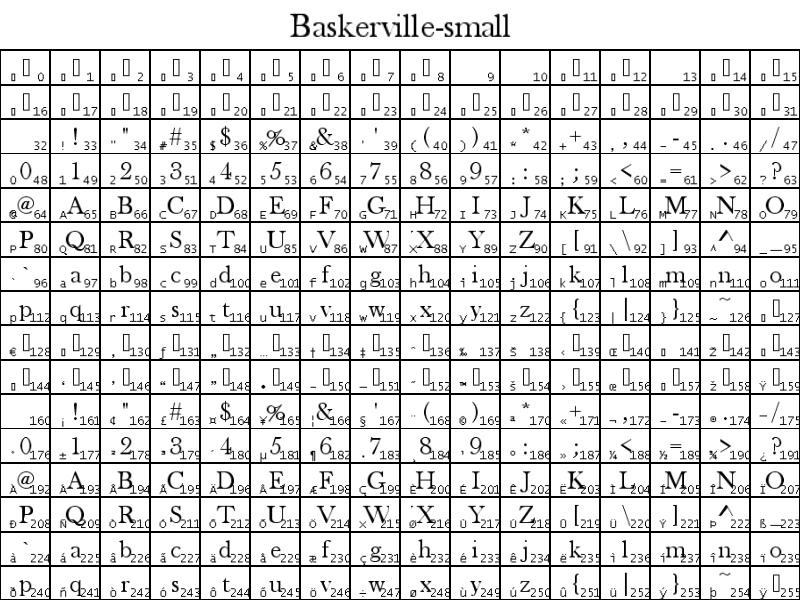 Baskerville-small
0 1 2 3 4 5 6 7 8 9 10 11 12 13 14 15
16 17 18 19 20 21 22 23 24 25 26 27 28 29 30 31
32 ! ! 33 " " 34 # # 35 $ $ 36 % % 37 & & 38 ' ' 39 ( ( 40 ) ) 41 * * 42 + + 43 , , 44 - - 45 . . 46 / / 47
0 0 48 1 1 49 2 2 50 3 3 51 4 4 52 5 5 53 6 6 54 7 7 55 8 8 56 9 9 57 : : 58 ; ; 59 < < 60 = = 61 > > 62 ? ? 63
@ @ 64 A A 65 B B 66 C C 67 D D 68 E E 69 F F 70 G G 71 H H 72 I I 73 J J 74 K K 75 L L 76 M M 77 N N 78 O O 79
P P 80 Q Q 81 R R 82 S S 83 T T 84 U U 85 V V 86 W W 87 X X 88 Y Y 89 Z Z 90 [ [ 91 \ \ 92 ] ] 93 ^ ^ 94 _ _ 95
` ` 96 a a 97 b b 98 c c 99 d d 100 e e 101 f f 102 g g 103 h h 104 i i 105 j j 106 k k 107 l l 108 m m 109 n n 110 o o 111
p p 112 q q 113 r r 114 s s 115 t t 116 u u 117 v v 118 w w 119 x x 120 y y 121 z z 122 { { 123 | | 124 } } 125 ~ ~ 126 127
€ 128 129 ‚ 130 ƒ 131 „ 132 … 133 † 134 ‡ 135 ˆ 136 ‰ 137 Š 138 ‹ 139 Œ 140 141 Ž 142 143
144 ‘ 145 ’ 146 “ 147 ” 148 • 149 – 150 — 151 ˜ 152 ™ 153 š 154 › 155 œ 156 157 ž 158 Ÿ 159
160 ¡ ! 161 ¢ " 162 £ # 163 ¤ $ 164 ¥ % 165 ¦ & 166 § ' 167 ¨ ( 168 © ) 169 ª * 170 « + 171 ¬ , 172 - 173 ® . 174 ¯ / 175
° 0 176 ± 1 177 ² 2 178 ³ 3 179 ´ 4 180 µ 5 181 ¶ 6 182 · 7 183 ¸ 8 184 ¹ 9 185 º : 186 » ; 187 ¼ < 188 ½ = 189 ¾ > 190 ¿ ? 191
À @ 192 Á A 193 Â B 194 Ã C 195 Ä D 196 Å E 197 Æ F 198 Ç G 199 È H 200 É I 201 Ê J 202 Ë K 203 Ì L 204 Í M 205 Î N 206 Ï O 207
Ð P 208 Ñ Q 209 Ò R 210 Ó S 211 Ô T 212 Õ U 213 Ö V 214 × W 215 Ø X 216 Ù Y 217 Ú Z 218 Û [ 219 Ü \ 220 Ý ] 221 Þ ^ 222 ß _ 223
à ` 224 á a 225 â b 226 ã c 227 ä d 228 å e 229 æ f 230 ç g 231 è h 232 é i 233 ê j 234 ë k 235 ì l 236 í m 237 î n 238 ï o 239
ð p 240 ñ q 241 ò r 242 ó s 243 ô t 244 õ u 245 ö v 246 ÷ w 247 ø x 248 ù y 249 ú z 250 û { 251 ü | 252 ý } 253 þ ~ 254 ÿ 255